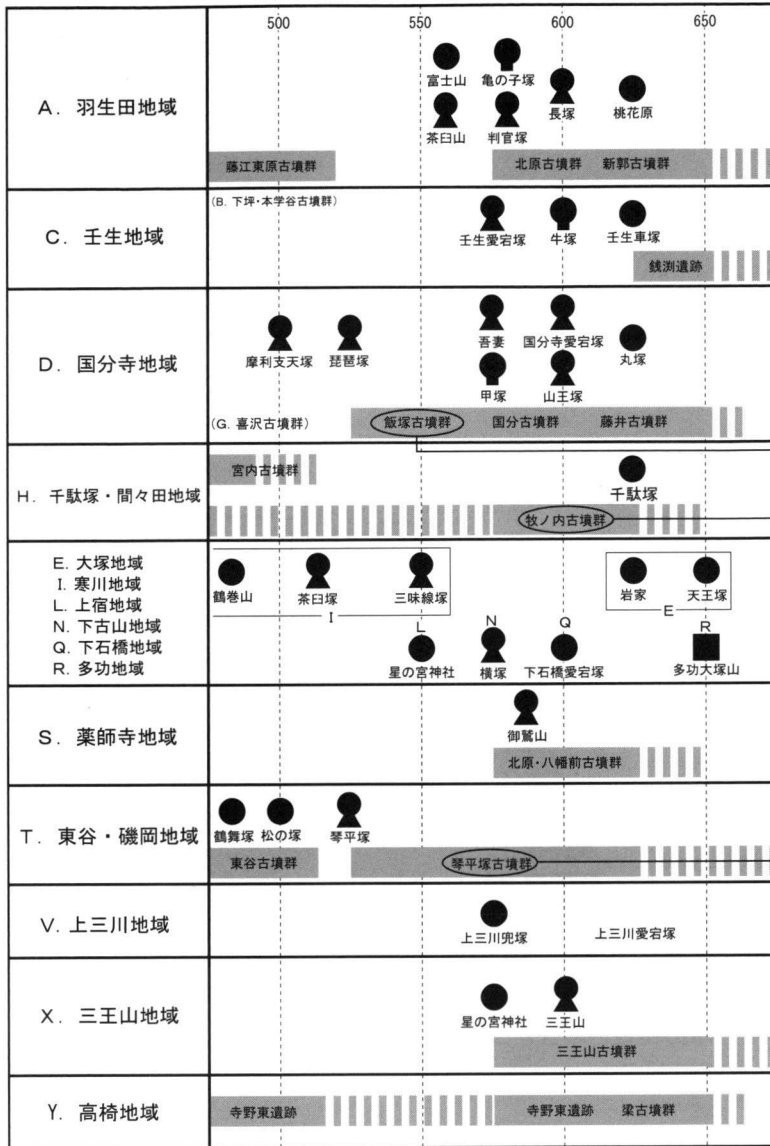 500 550 600 650
A. 羽生田地域
富士山 亀の子塚
長塚 桃花原
茶臼山 判官塚
藤江東原古墳群 北原古墳群 新郭古墳群
(B. 下坪・本学谷古墳群)
C. 壬生地域
壬生愛宕塚 牛塚 壬生車塚
銭渕遺跡
D. 国分寺地域
吾妻 国分寺愛宕塚
摩利支天塚 琵琶塚 丸塚
甲塚 山王塚
(G. 喜沢古墳群) 飯塚古墳群 国分古墳群 藤井古墳群
H. 千駄塚・間々田地域
宮内古墳群
千駄塚
牧ノ内古墳群
E. 大塚地域
I. 寒川地域
L. 上宿地域
N. 下古山地域
Q. 下石橋地域
R. 多功地域
鶴巻山 茶臼塚 三味線塚 岩家 天王塚
I E
L N Q R
星の宮神社 横塚 下石橋愛宕塚 多功大塚山
S. 薬師寺地域
御鷲山
北原・八幡前古墳群
T. 東谷・磯岡地域
鶴舞塚 松の塚 琴平塚
東谷古墳群 琴平塚古墳群
V. 上三川地域
上三川兜塚 上三川愛宕塚
X. 三王山地域
星の宮神社 三王山
三王山古墳群
Y. 高椅地域
寺野東遺跡 寺野東遺跡 梁古墳群